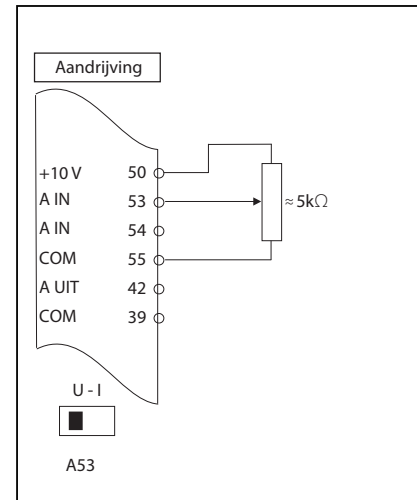 Aandrijving
+10 V 50
A IN 53
A IN 54
COM 55
A UIT 42
COM 39
≈ 5kΩ
U - I
A53